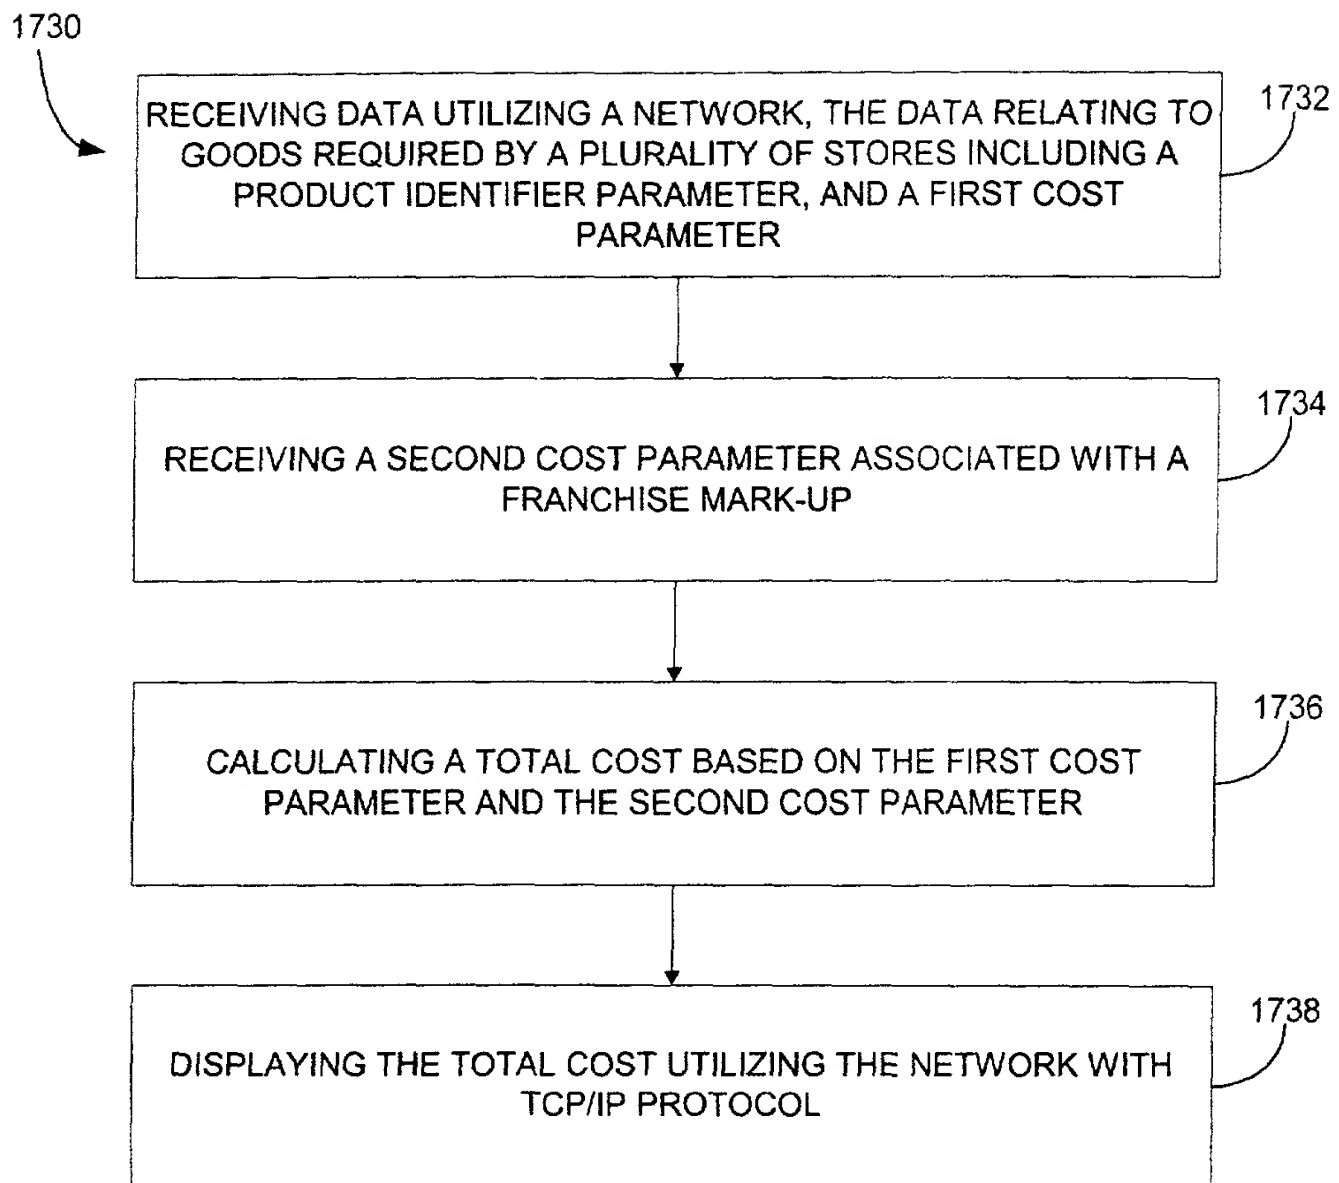 1730
RECEIVING DATA UTILIZING A NETWORK, THE DATA RELATING TO
GOODS REQUIRED BY A PLURALITY OF STORES INCLUDING A
PRODUCT IDENTIFIER PARAMETER, AND A FIRST COST
PARAMETER
1732
RECEIVING A SECOND COST PARAMETER ASSOCIATED WITH A
FRANCHISE MARK-UP
1734
CALCULATING A TOTAL COST BASED ON THE FIRST COST
PARAMETER AND THE SECOND COST PARAMETER
1736
DISPLAYING THE TOTAL COST UTILIZING THE NETWORK WITH
TCP/IP PROTOCOL
1738